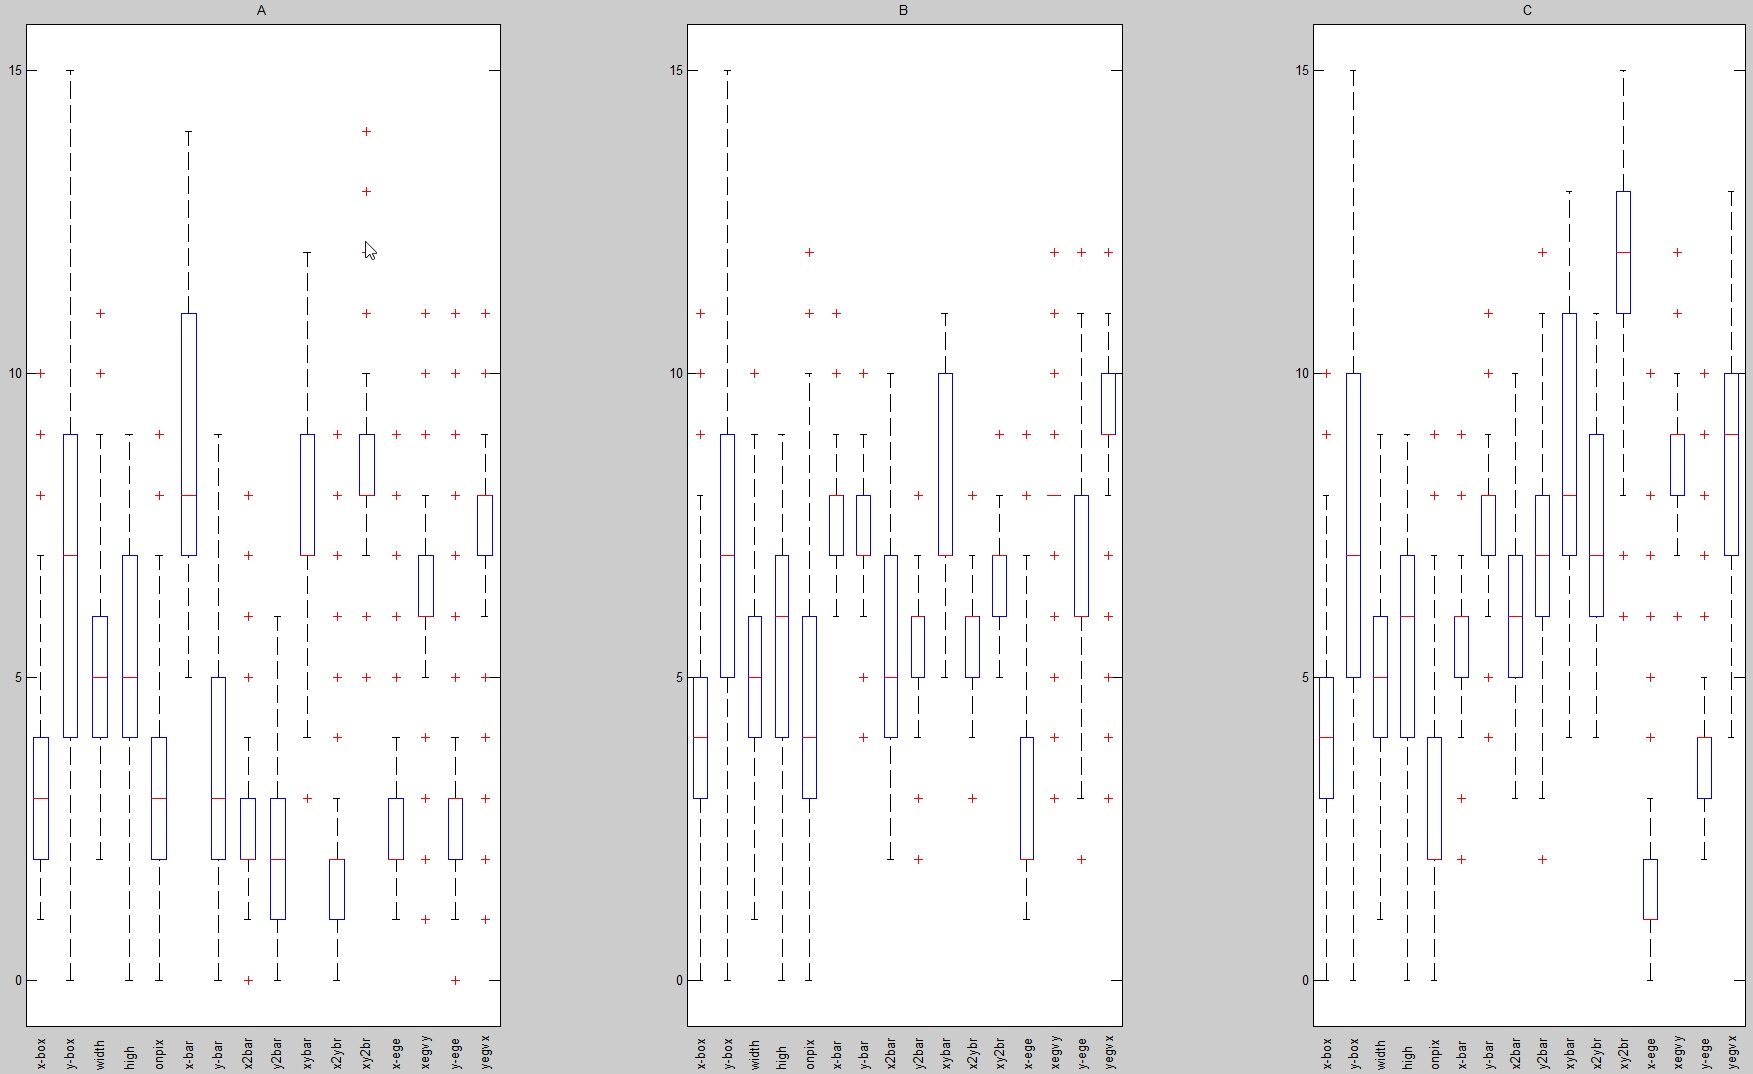 A
B
C
15
10
5
0
x-box
y-box
width
high
onpix
x-bar
y-bar
x2bar
y2bar
xybar
x2ybr
xy2br
x-ege
xegvy
y-ege
yegvx
15
10
5
0
x-box
y-box
width
high
onpix
x-bar
y-bar
x2bar
y2bar
xybar
x2ybr
xy2br
x-ege
xegvy
y-ege
yegvx
15
10
5
0
x-box
y-box
width
high
onpix
x-bar
y-bar
x2bar
y2bar
xybar
x2ybr
xy2br
x-ege
xegvy
y-ege
yegvx